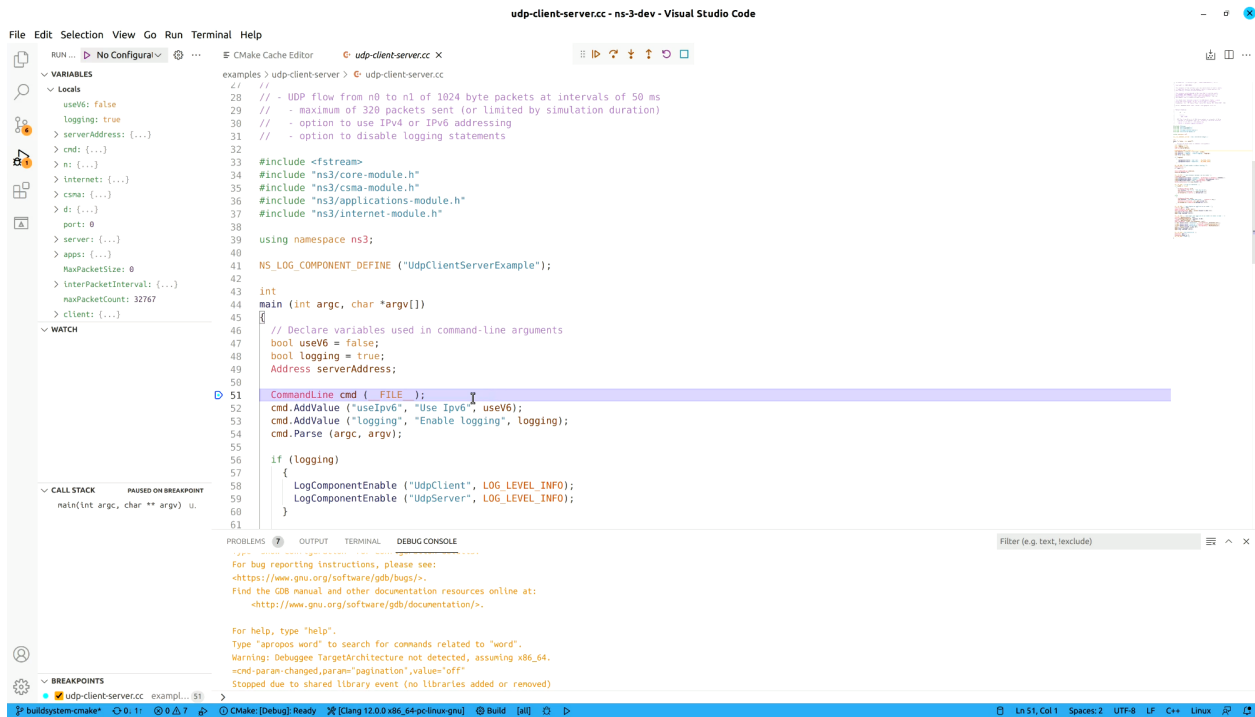 udp-client-server.cc - ns-3-dev - Visual Studio Code
File Edit Selection View Go Run Terminal Help
RUN ... No Configurat
CMake Cache Editor
udp-client-server.cc
VARIABLES
Locals
useV6: false
logging: true
serverAddress: {...}
cmd: {...}
n: {...}
internet: {...}
csma: {...}
d: {...}
port: 0
server: {...}
apps: {...}
MaxPacketSize: 0
interPacketInterval: {...}
maxPacketCount: 32767
client: {...}
WATCH
CALL STACK PAUSED ON BREAKPOINT
main(int argc, char ** argv) u.
BREAKPOINTS
udp-client-server.cc exampl... 51
6
1
examples > udp-client-server > udp-client-server.cc
27 //
28 // - UDP flow from n0 to n1 of 1024 byte packets at intervals of 50 ms
29 //   - maximum of 320 packets sent (or limited by simulation duration)
30 //   - option to use IPv4 or IPv6 addressing
31 //   - option to disable logging statements
32
33 #include <fstream>
34 #include "ns3/core-module.h"
35 #include "ns3/csma-module.h"
36 #include "ns3/applications-module.h"
37 #include "ns3/internet-module.h"
38
39 using namespace ns3;
40
41 NS_LOG_COMPONENT_DEFINE ("UdpClientServerExample");
42
43 int
44 main (int argc, char *argv[])
45 {
46 // Declare variables used in command-line arguments
47 bool useV6 = false;
48 bool logging = true;
49 Address serverAddress;
50
51 CommandLine cmd (__FILE__);
52 cmd.AddValue ("useIpv6", "Use Ipv6", useV6);
53 cmd.AddValue ("logging", "Enable logging", logging);
54 cmd.Parse (argc, argv);
55
56 if (logging)
57 {
58 LogComponentEnable ("UdpClient", LOG_LEVEL_INFO);
59 LogComponentEnable ("UdpServer", LOG_LEVEL_INFO);
60 }
61
PROBLEMS 7 OUTPUT TERMINAL DEBUG CONSOLE
Filter (e.g. text, !exclude)
For bug reporting instructions, please see:
<https://www.gnu.org/software/gdb/bugs/>.
Find the GDB manual and other documentation resources online at:
<http://www.gnu.org/software/gdb/documentation/>.
For help, type "help".
Type "apropos word" to search for commands related to "word".
Warning: Debuggee TargetArchitecture not detected, assuming x86_64.
=cmd-param-changed,param="pagination",value="off"
Stopped due to shared library event (no libraries added or removed)
>
buildsystem-cmake* 0↓ 1↑ 0 7 CMake: [Debug]: Ready [Clang 12.0.0 x86_64-pc-linux-gnu] Build [all] Ln 51, Col 1 Spaces: 2 UTF-8 LF C++ Linux